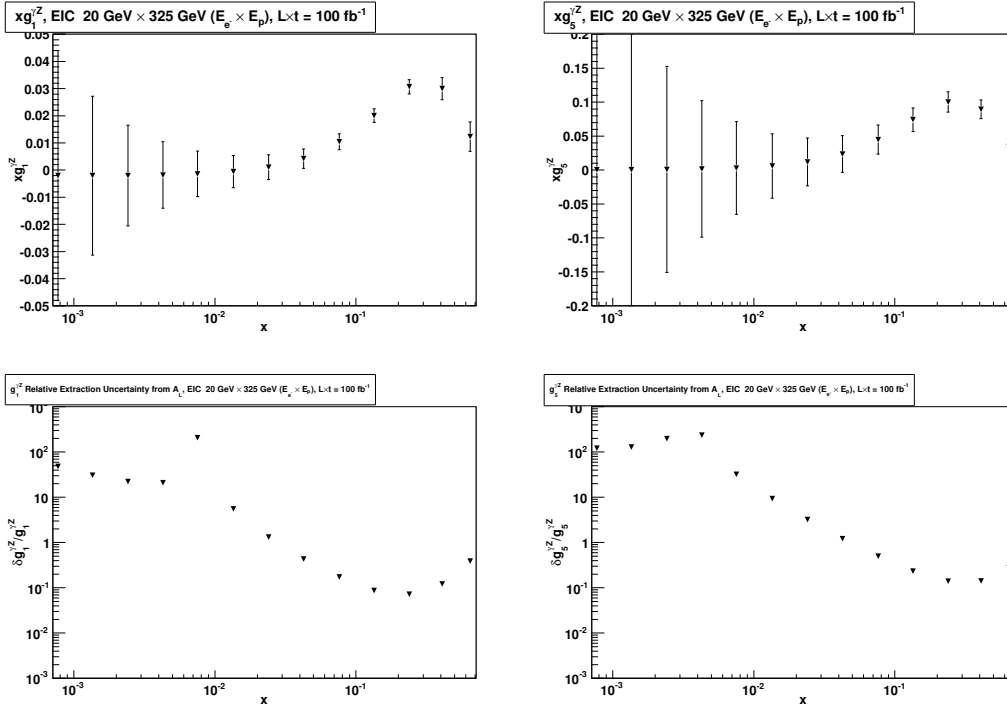 xg₁^γZ, EIC 20 GeV × 325 GeV (E_e- × E_p), L×t = 100 fb⁻¹
0.05
0.04
0.03
0.02
0.01
0
-0.01
-0.02
-0.03
-0.04
-0.05
xg₁^γZ
10⁻³ 10⁻² 10⁻¹
x
xg₅^γZ, EIC 20 GeV × 325 GeV (E_e- × E_p), L×t = 100 fb⁻¹
0.2
0.15
0.1
0.05
0
-0.05
-0.1
-0.15
-0.2
xg₅^γZ
10⁻³ 10⁻² 10⁻¹
x
g₁^γZ Relative Extraction Uncertainty from A_L, EIC 20 GeV × 325 GeV (E_e- × E_p), L×t = 100 fb⁻¹
10²
10
1
10⁻¹
10⁻²
10⁻³
δg₁^γZ/g₁^γZ
10⁻³ 10⁻² 10⁻¹
x
g₅^γZ Relative Extraction Uncertainty from A_L, EIC 20 GeV × 325 GeV (E_e- × E_p), L×t = 100 fb⁻¹
10²
10
1
10⁻¹
10⁻²
10⁻³
δg₅^γZ/g₅^γZ
10⁻³ 10⁻² 10⁻¹
x